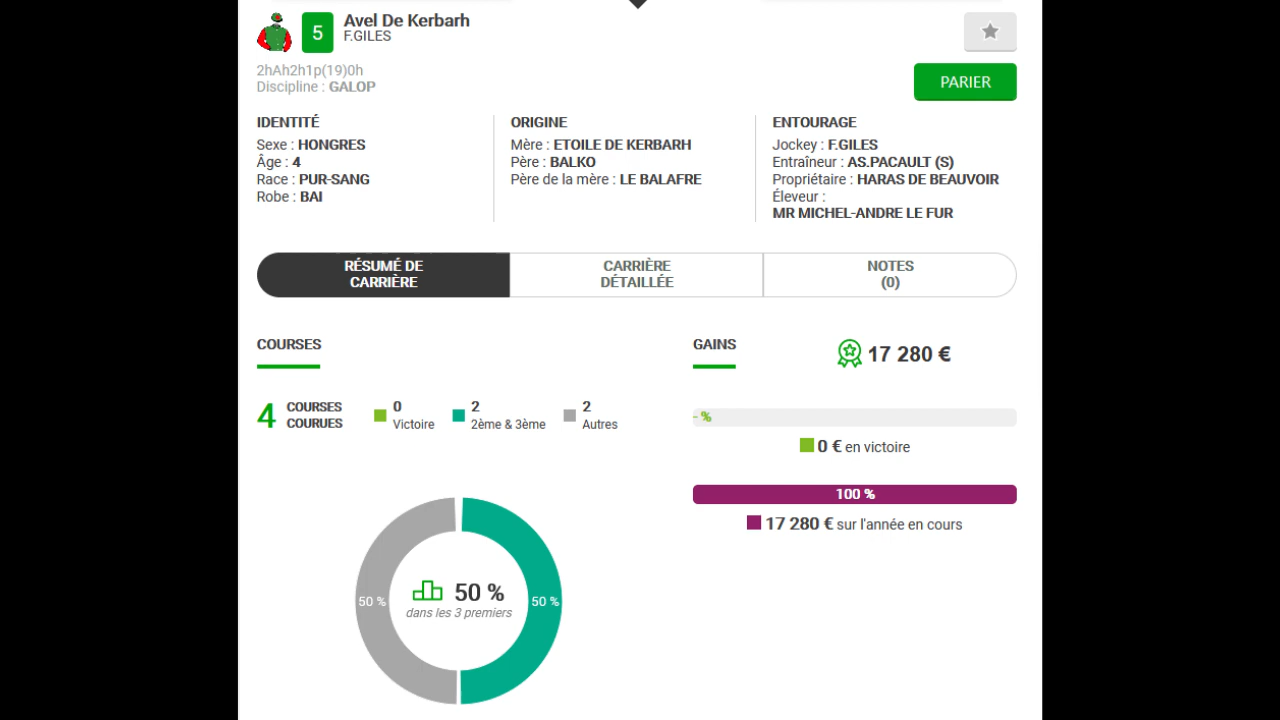 5
Avel De Kerbarh
F.GILES
2hAh2h1p(19)0h
Discipline : GALOP
PARIER
IDENTITÉ
Sexe : HONGRES
Âge : 4
Race : PUR-SANG
Robe : BAI
ORIGINE
Mère : ETOILE DE KERBARH
Père : BALKO
Père de la mère : LE BALAFRE
ENTOURAGE
Jockey : F.GILES
Entraîneur : AS.PACAULT (S)
Propriétaire : HARAS DE BEAUVOIR
Éleveur :
MR MICHEL-ANDRE LE FUR
RÉSUMÉ DE
CARRIÈRE
CARRIÈRE
DÉTAILLÉE
NOTES
(0)
COURSES
4 COURSES
COURUES
0
Victoire
2
2ème & 3ème
2
Autres
50 %
50 %
dans les 3 premiers
50 %
GAINS
17 280 €
- %
0 € en victoire
100 %
17 280 € sur l'année en cours